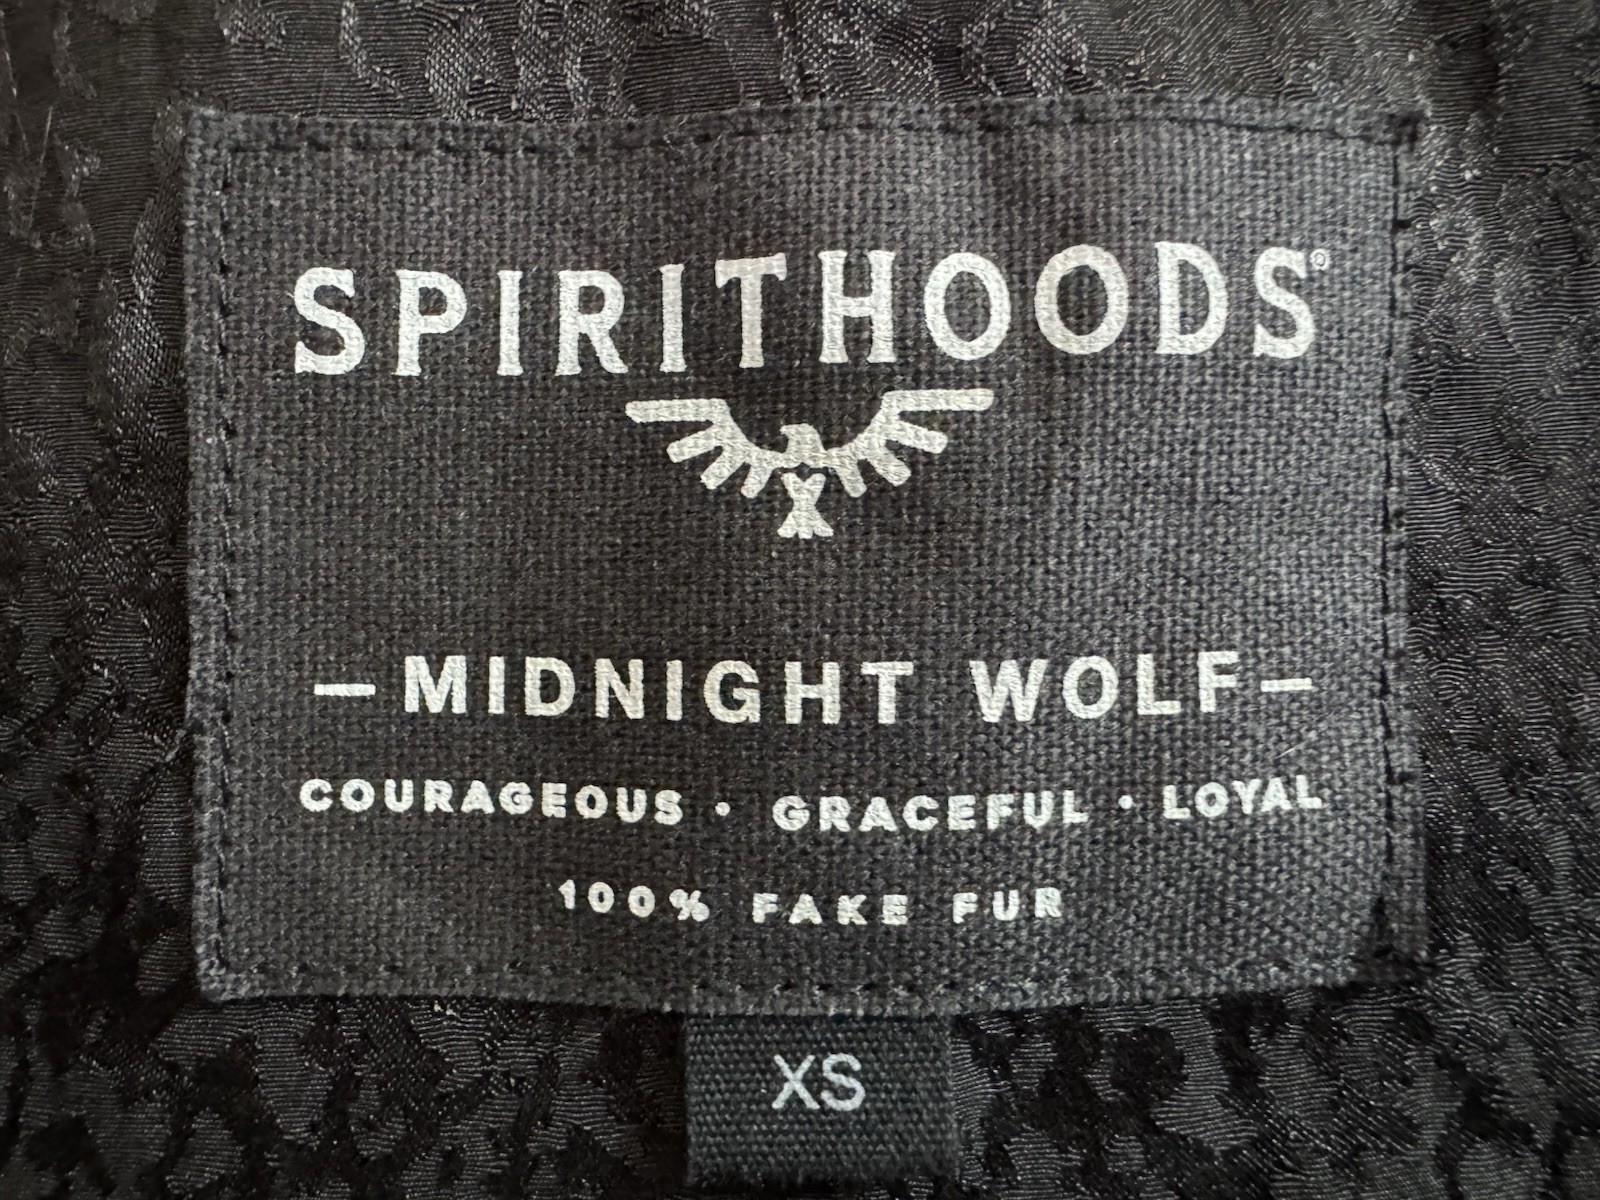 SPIRITHOODS®
—MIDNIGHT WOLF—
COURAGEOUS • GRACEFUL • LOYAL
100% FAKE FUR
XS